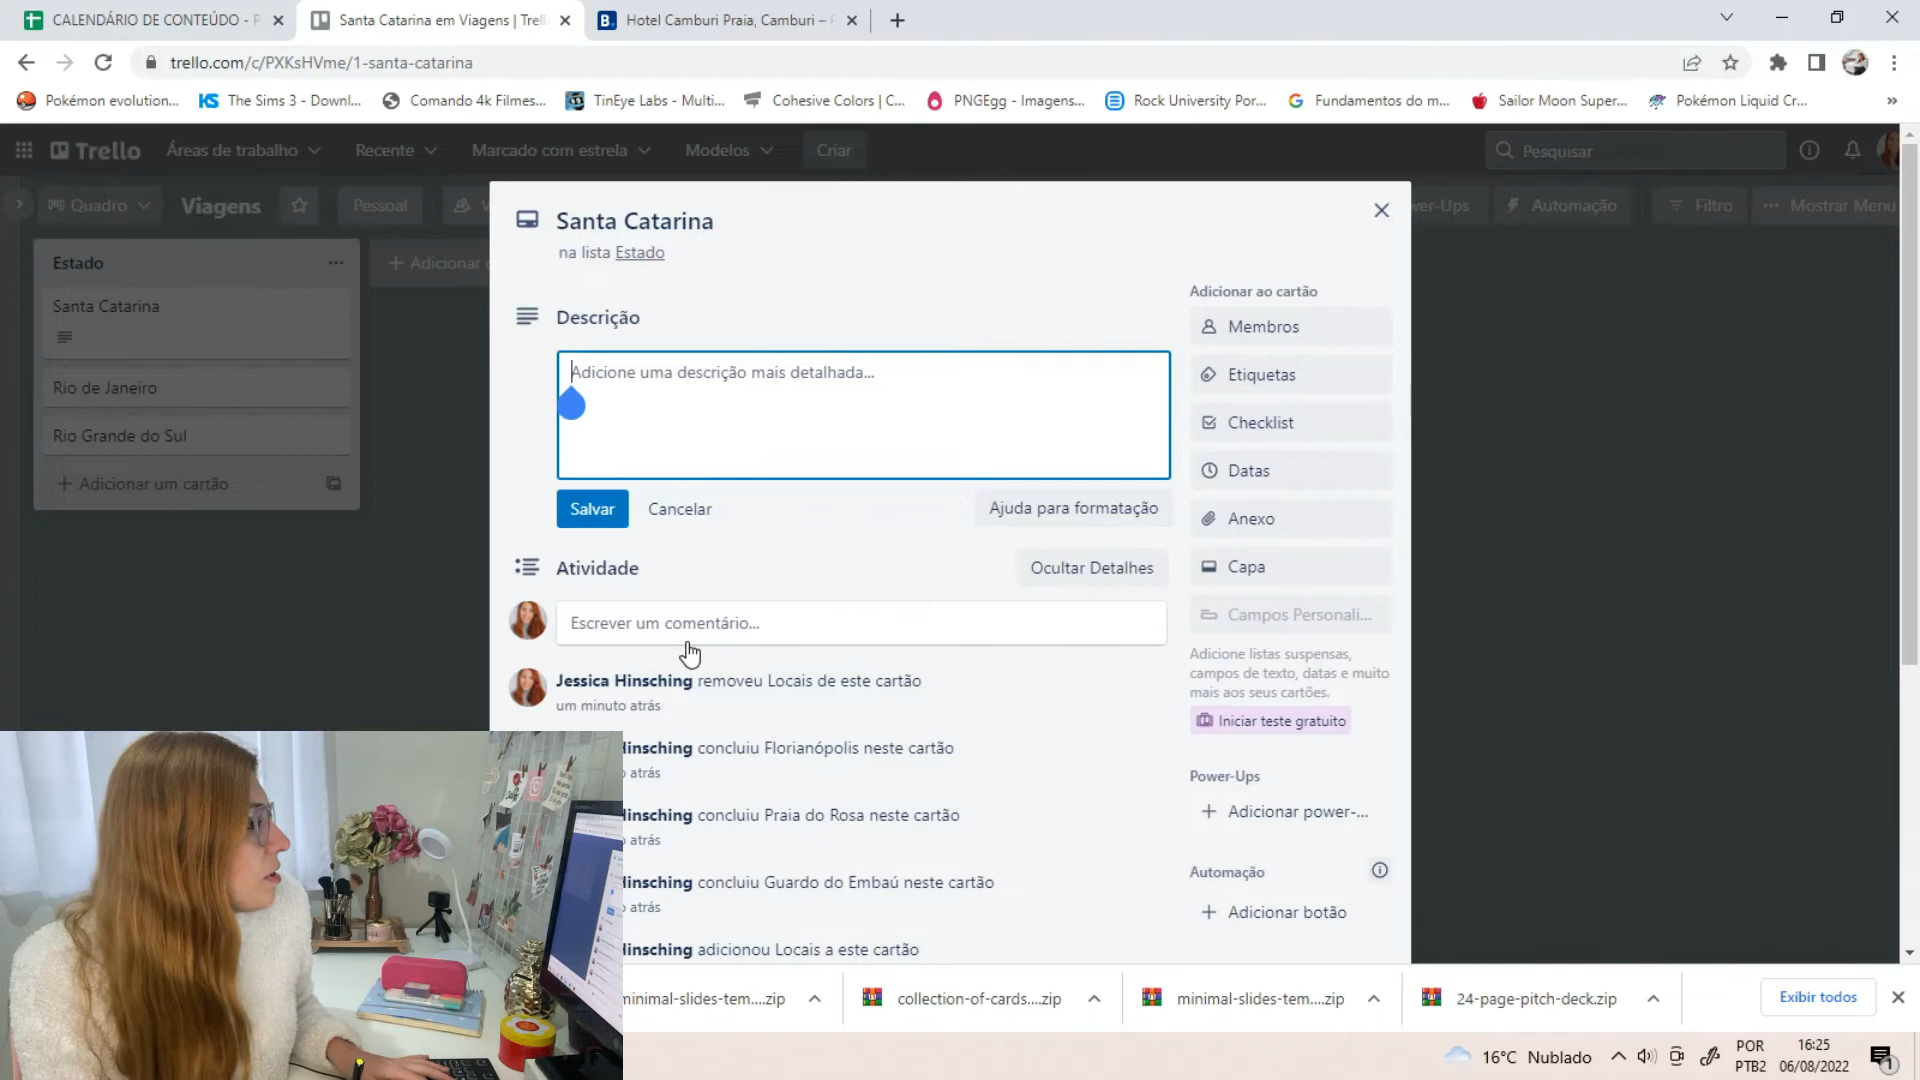 CALENDÁRIO DE CONTEÚDO -
Santa Catarina em Viagens | Trell
B. Hotel Camburi Praia, Camburi –
trello.com/c/PXKsHVme/1-santa-catarina
Pokémon evolution...
KS The Sims 3 - Downl...
Comando 4k Filmes...
TinEye Labs - Multi...
Cohesive Colors | C...
PNGEgg - Imagens...
Rock University Por...
Fundamentos do m...
Sailor Moon Super...
Pokémon Liquid Cr...
»
Trello
Áreas de trabalho
Recente
Marcado com estrela
Modelos
Criar
Pesquisar
Quadro
Viagens
Pessoal
V
wer-Ups
Automação
Filtro
Mostrar Menu
Estado
Santa Catarina
Rio de Janeiro
Rio Grande do Sul
+ Adicionar um cartão
+ Adicionar
Santa Catarina
na lista Estado
Descrição
Adicione uma descrição mais detalhada...
Salvar
Cancelar
Ajuda para formatação
Atividade
Ocultar Detalhes
Escrever um comentário...
Jessica Hinsching removeu Locais de este cartão
um minuto atrás
Hinsching concluiu Florianópolis neste cartão
atrás
Hinsching concluiu Praia do Rosa neste cartão
atrás
Hinsching concluiu Guardo do Embaú neste cartão
atrás
Hinsching adicionou Locais a este cartão
Adicionar ao cartão
Membros
Etiquetas
Checklist
Datas
Anexo
Capa
Campos Personali...
Adicione listas suspensas,
campos de texto, datas e muito
mais aos seus cartões.
Iniciar teste gratuito
Power-Ups
+ Adicionar power-...
Automação
+ Adicionar botão
minimal-slides-tem....zip
collection-of-cards....zip
minimal-slides-tem....zip
24-page-pitch-deck.zip
Exibir todos
16°C Nublado
POR
PTB2
16:25
06/08/2022
1